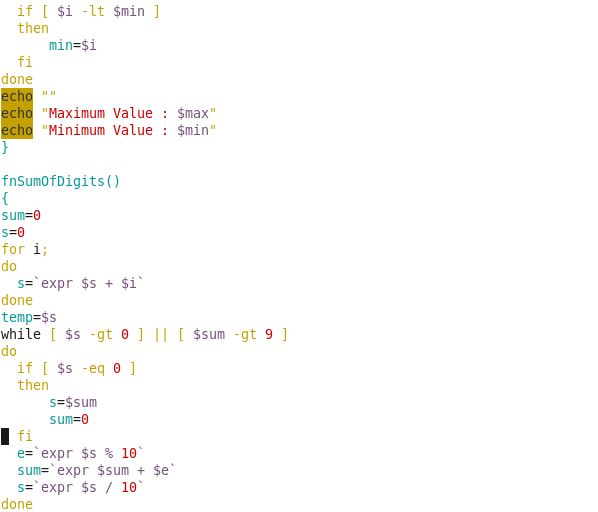 if [ $i -lt $min ]
  then
      min=$i
  fi
done
echo ""
echo "Maximum Value : $max"
echo "Minimum Value : $min"
}

fnSumOfDigits()
{
sum=0
s=0
for i;
do
  s=`expr $s + $i`
done
temp=$s
while [ $s -gt 0 ] || [ $sum -gt 9 ]
do
  if [ $s -eq 0 ]
  then
      s=$sum
      sum=0
  fi
  e=`expr $s % 10`
  sum=`expr $sum + $e`
  s=`expr $s / 10`
done